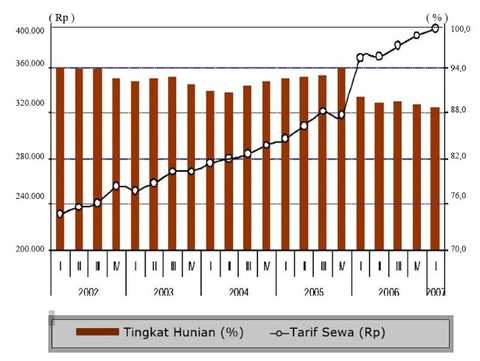 ( Rp ) ( % )
400.000 100,0
360.000 94,0
320.000 88,0
280.000 82,0
240.000 76,0
200.000 70,0
I II III IV I II III IV I II III IV I II III IV I II III IV I
2002 2003 2004 2005 2006 2007
Tingkat Hunian (%) Tarif Sewa (Rp)